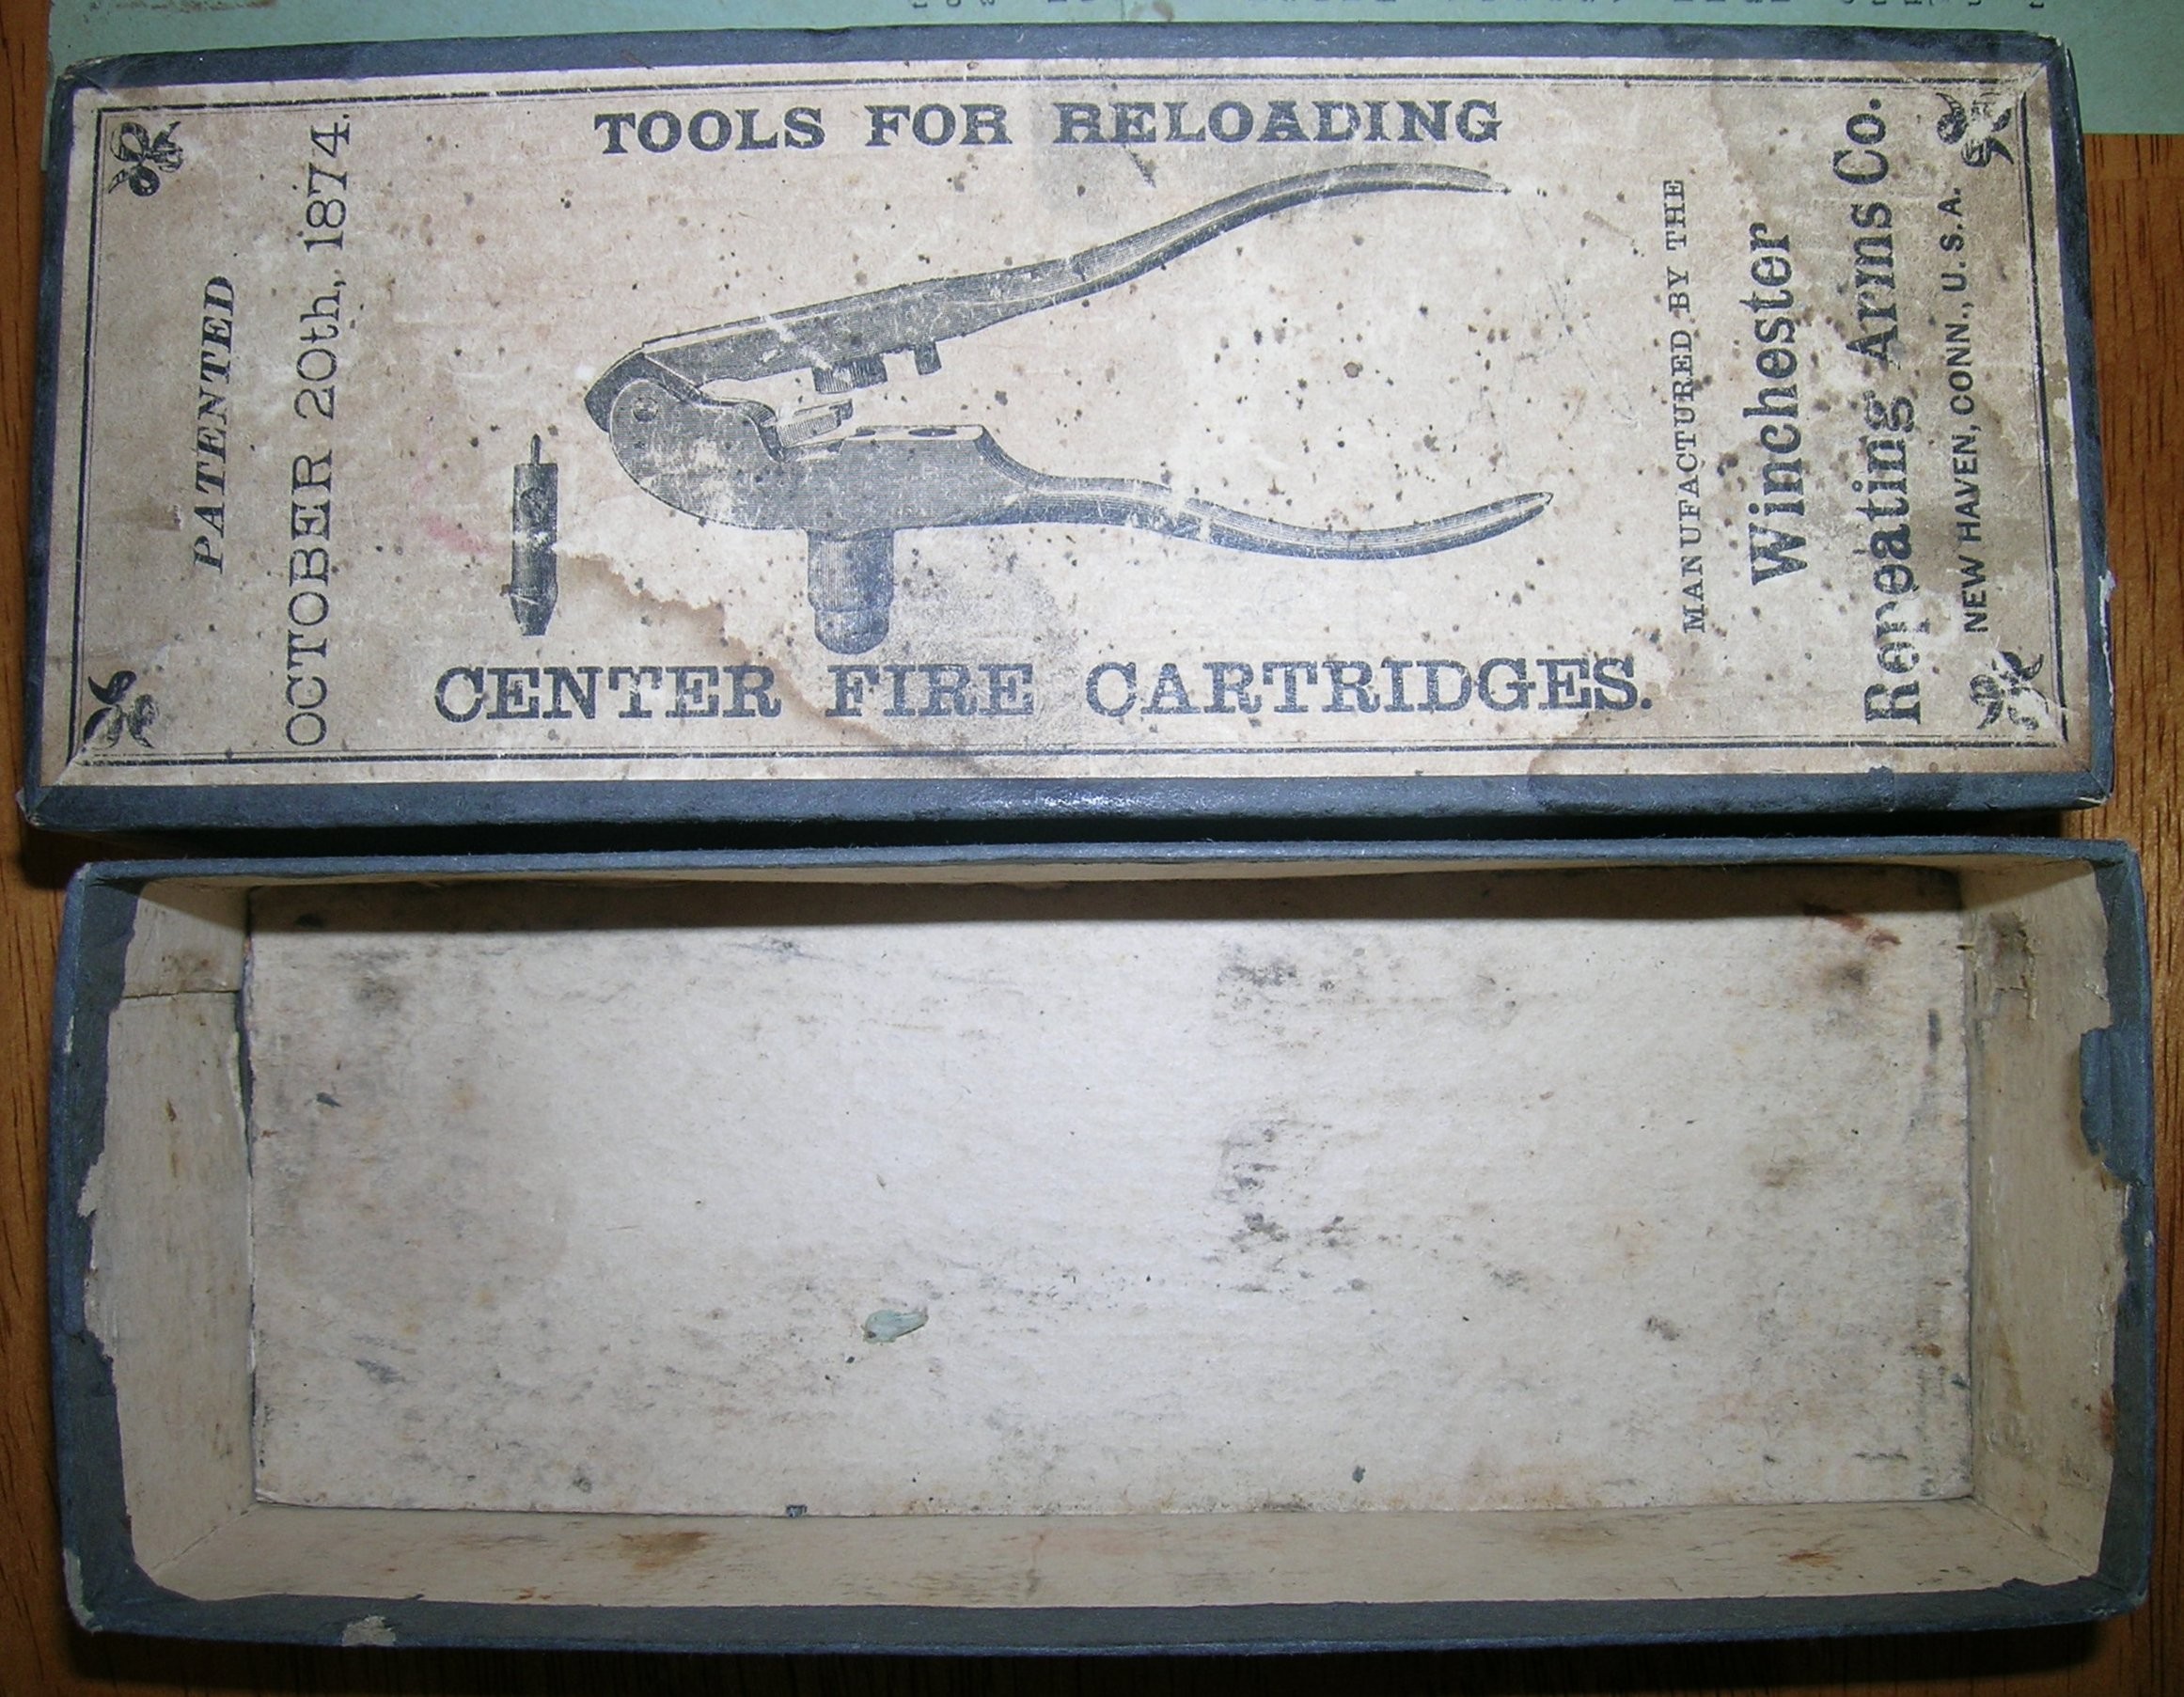 TOOLS FOR RELOADING
CENTER FIRE CARTRIDGES.
PATENTED
OCTOBER 20th, 1874.
MANUFACTURED BY THE
Winchester
Repeating Arms Co.
NEW HAVEN, CONN., U.S.A.